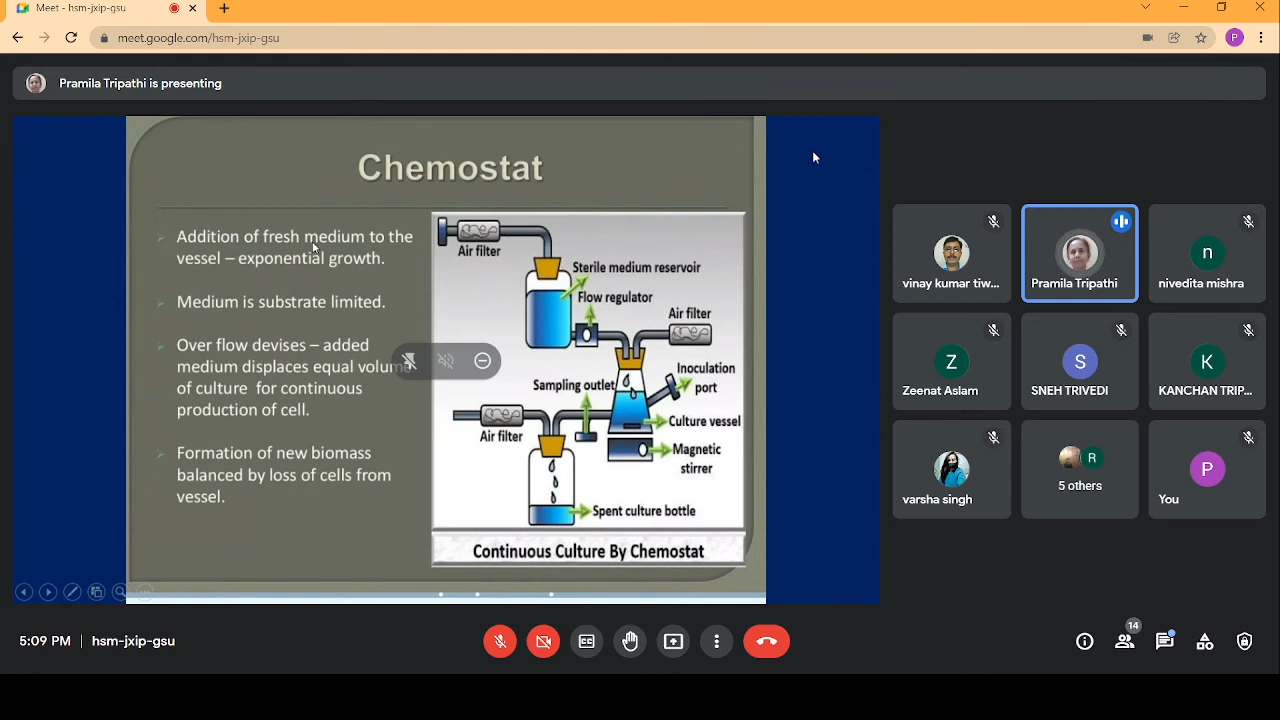 Meet - hsm-jxip-gsu
meet.google.com/hsm-jxip-gsu
P
Pramila Tripathi is presenting
Chemostat
Addition of fresh medium to the
vessel – exponential growth.
Medium is substrate limited.
Over flow devises – added
medium displaces equal volume
of culture for continuous
production of cell.
Formation of new biomass
balanced by loss of cells from
vessel.
Air filter
Sterile medium reservoir
Flow regulator
Air filter
Inoculation
port
Sampling outlet
Culture vessel
Air filter
Magnetic
stirrer
Spent culture bottle
Continuous Culture By Chemostat
vinay kumar tiw...
Pramila Tripathi
n
nivedita mishra
Z
Zeenat Aslam
S
SNEH TRIVEDI
K
KANCHAN TRIP...
varsha singh
R
5 others
P
You
5:09 PM | hsm-jxip-gsu
CC
14